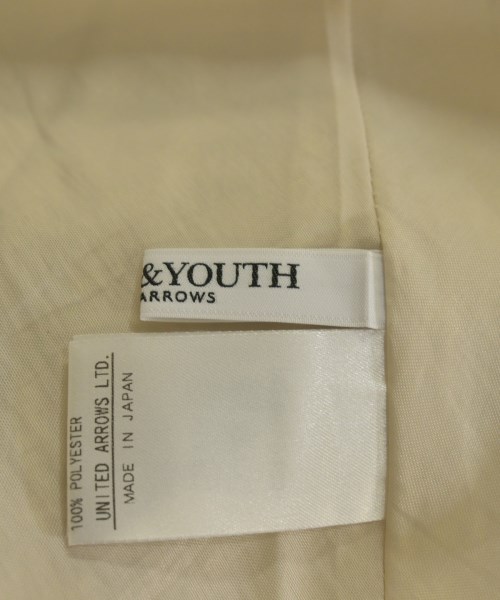 &YOUTH
ARROWS
100% POLYESTER
UNITED ARROWS LTD.
MADE IN JAPAN